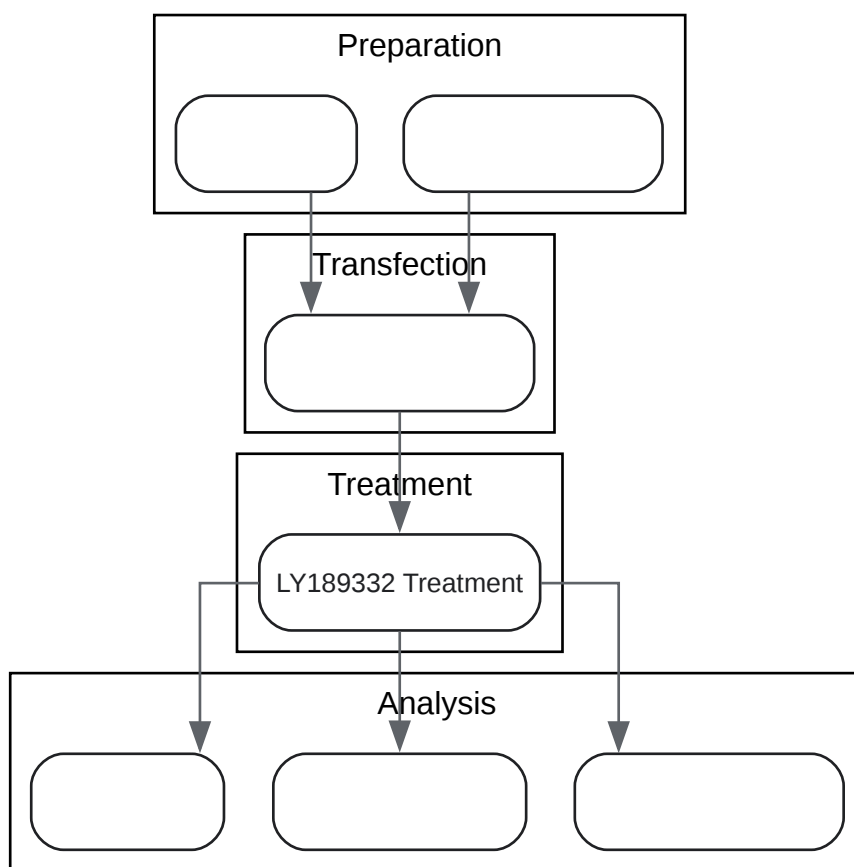 Preparation
Transfection
Treatment
LY189332 Treatment
Analysis